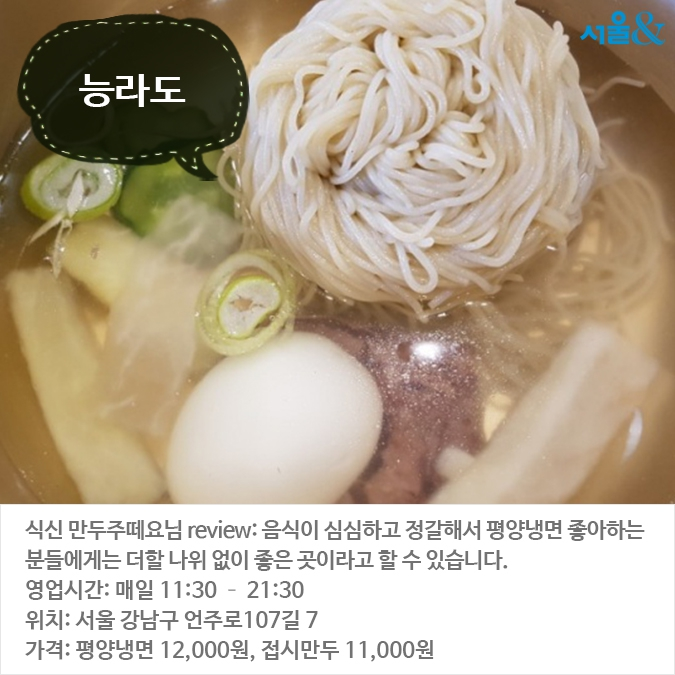 서울&
능라도
식신 만두주떼요님 review: 음식이 심심하고 정갈해서 평양냉면 좋아하는
분들에게는 더할 나위 없이 좋은 곳이라고 할 수 있습니다.
영업시간: 매일 11:30 - 21:30
위치: 서울 강남구 언주로107길 7
가격: 평양냉면 12,000원, 접시만두 11,000원